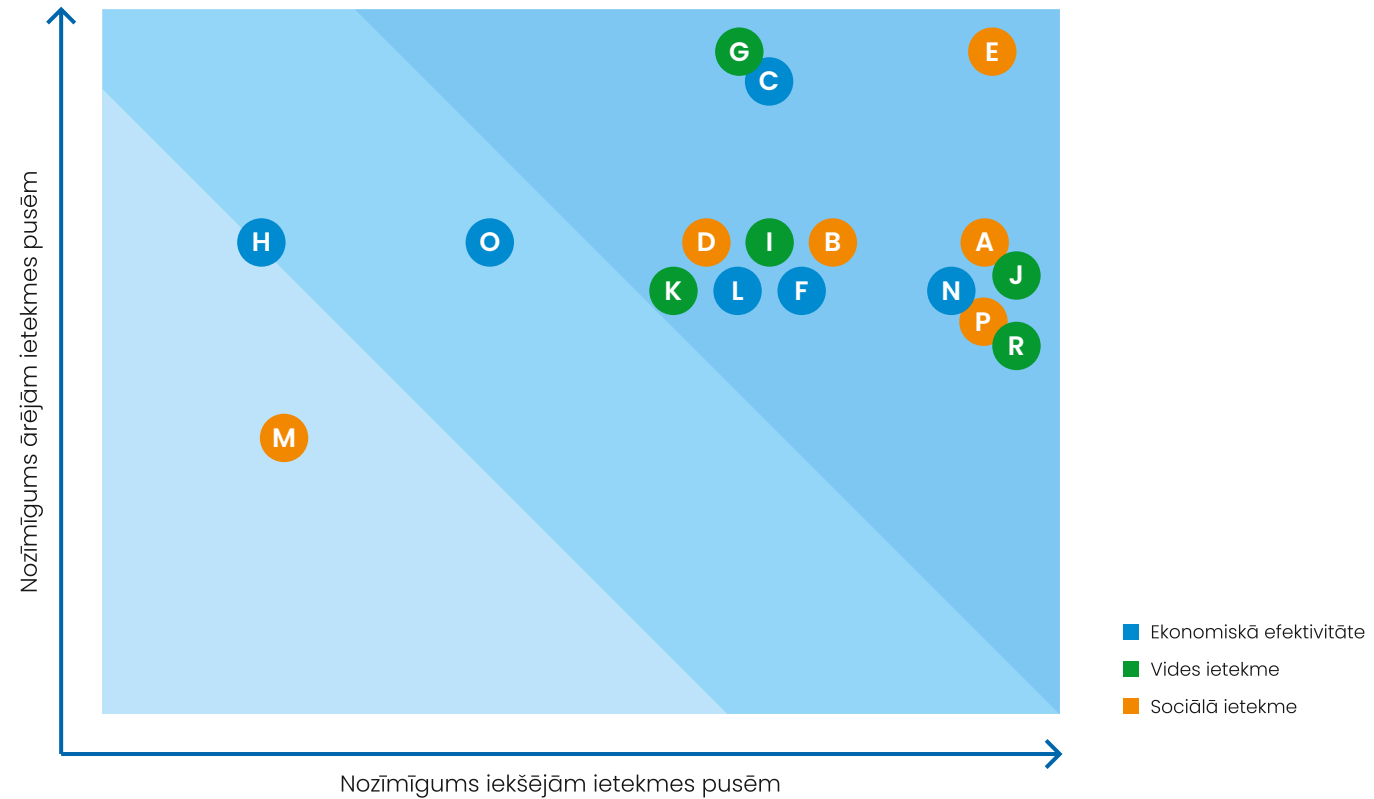 Nozīmīgums ārējām ietekmes pusēm
G
E
C
H
O
D
I
B
A
J
K
L
F
N
P
R
M
Ekonomiskā efektivitāte
Vides ietekme
Sociālā ietekme
Nozīmīgums iekšējām ietekmes pusēm